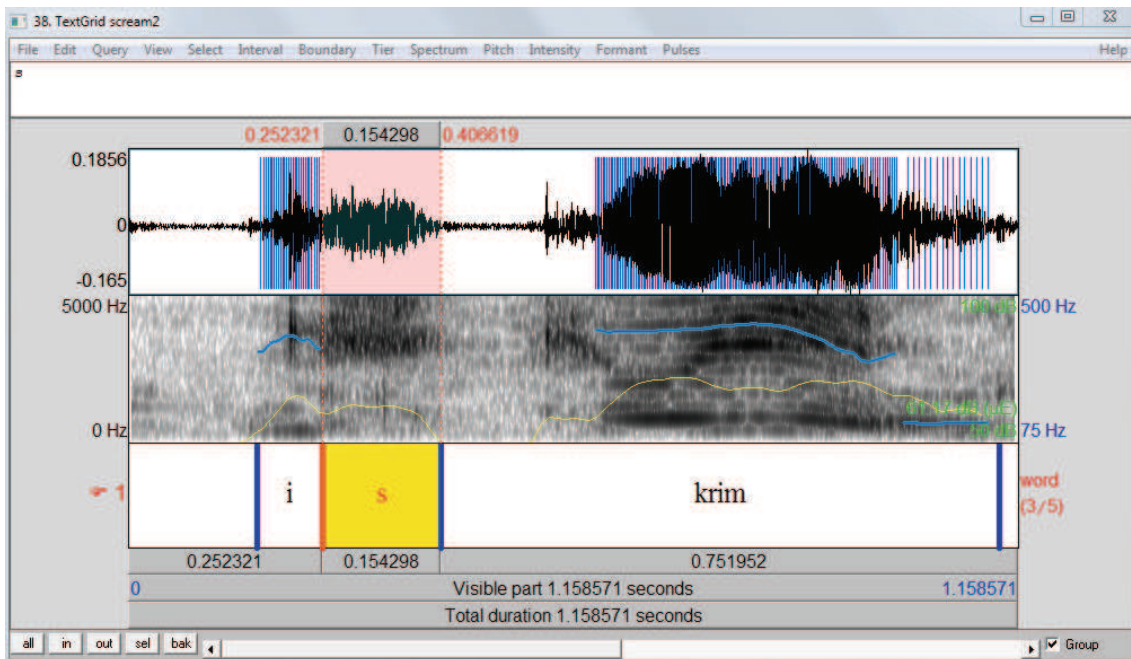 38. TextGrid scream2
File Edit Query View Select Interval Boundary Tier Spectrum Pitch Intensity Formant Pulses Help
s
0.252321 0.154298 0.406619
0.1856
0
-0.165
5000 Hz
0 Hz
500 Hz
75 Hz
1
i
s
krim
word
(3/5)
0.252321 0.154298 0.751952
0 Visible part 1.158571 seconds 1.158571
Total duration 1.158571 seconds
all in out sel bak Group